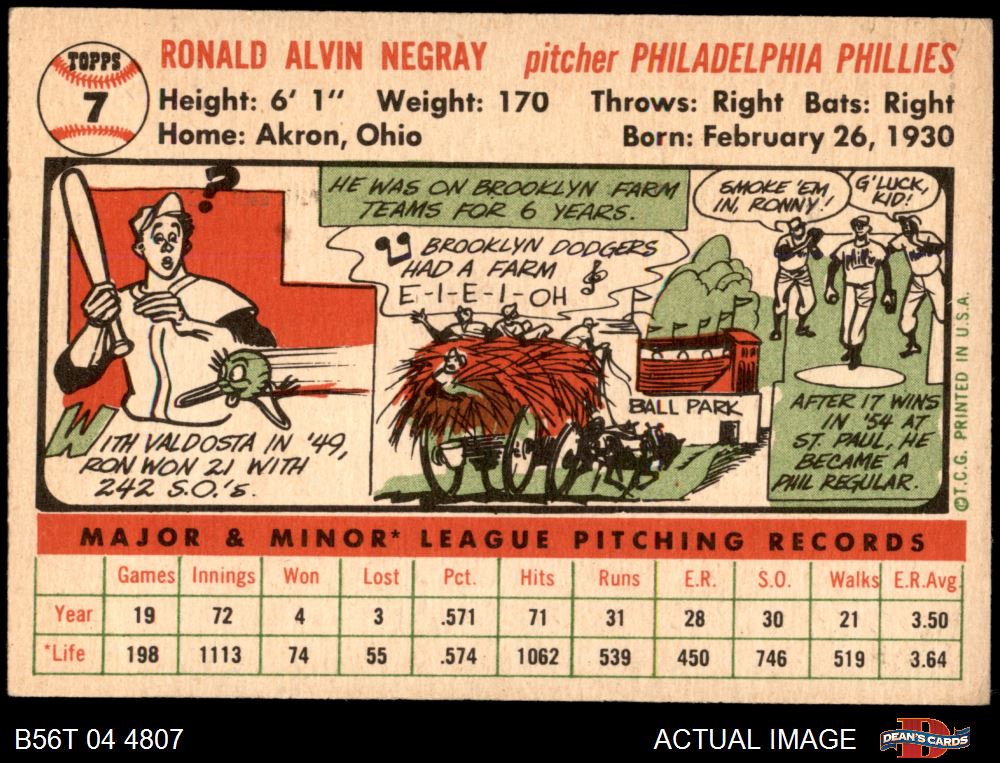 TOPPS
7
RONALD ALVIN NEGRAY pitcher PHILADELPHIA PHILLIES
Height: 6' 1" Weight: 170 Throws: Right Bats: Right
Home: Akron, Ohio Born: February 26, 1930
?
WITH VALDOSTA IN '49,
RON WON 21 WITH
242 S.O.'s.
HE WAS ON BROOKLYN FARM
TEAMS FOR 6 YEARS.
BROOKLYN DODGERS
HAD A FARM
E-I-E-I-OH
BALL PARK
SMOKE 'EM
IN, RONNY!
G'LUCK,
KID!
AFTER 17 WINS
IN '54 AT
ST. PAUL, HE
BECAME A
PHIL REGULAR.
©T.C.G. PRINTED IN U.S.A.
MAJOR & MINOR* LEAGUE PITCHING RECORDS
Games Innings Won Lost Pct. Hits Runs E.R. S.O. Walks E.R.Avg.
Year 19 72 4 3 .571 71 31 28 30 21 3.50
*Life 198 1113 74 55 .574 1062 539 450 746 519 3.64
B56T 04 4807 ACTUAL IMAGE DEAN'S CARDS